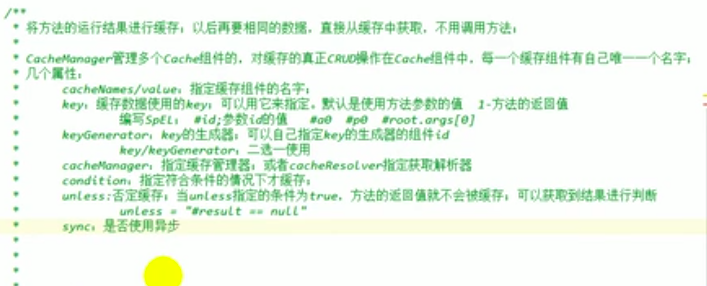 /**
* 将方法的运行结果进行缓存；以后再要相同的数据，直接从缓存中获取，不用调用方法；
*
* CacheManager管理多个Cache组件的，对缓存的真正CRUD操作在Cache组件中，每一个缓存组件有自己唯一一个名字；
* 几个属性：
* cacheNames/value：指定缓存组件的名字；
* key：缓存数据使用的key；可以用它来指定。默认是使用方法参数的值 1-方法的返回值
* 编写SpEL； #id;参数id的值 #a0 #p0 #root.args[0]
* keyGenerator：key的生成器；可以自己指定key的生成器的组件id
* key/keyGenerator：二选一使用
* cacheManager：指定缓存管理器；或者cacheResolver指定获取解析器
* condition：指定符合条件的情况下才缓存；
* unless:否定缓存；当unless指定的条件为true，方法的返回值就不会被缓存；可以获取到结果进行判断
* unless = "#result == null"
* sync：是否使用异步
*
*
*